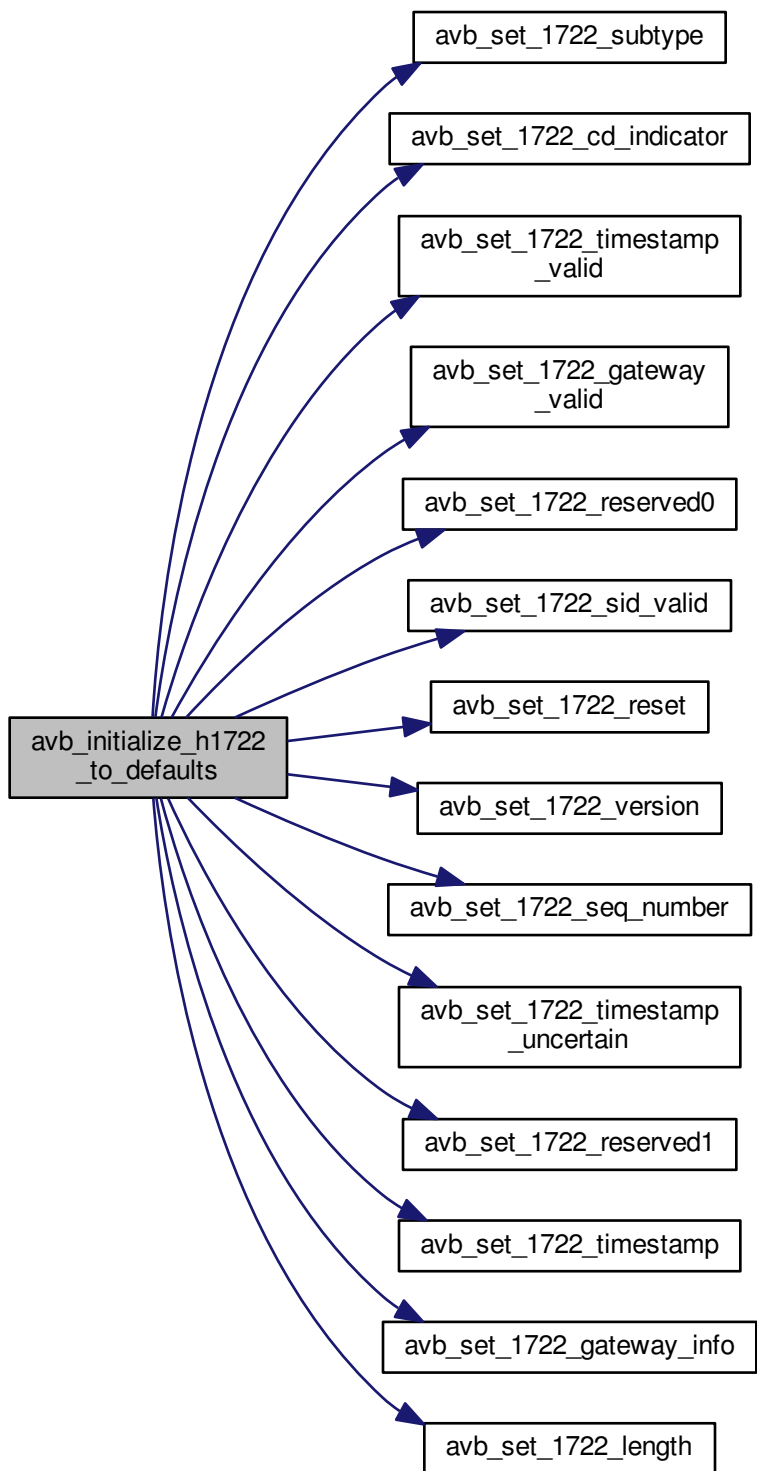 avb_set_1722_subtype
avb_set_1722_cd_indicator
avb_set_1722_timestamp
_valid
avb_set_1722_gateway
_valid
avb_set_1722_reserved0
avb_set_1722_sid_valid
avb_set_1722_reset
avb_initialize_h1722
_to_defaults
avb_set_1722_version
avb_set_1722_seq_number
avb_set_1722_timestamp
_uncertain
avb_set_1722_reserved1
avb_set_1722_timestamp
avb_set_1722_gateway_info
avb_set_1722_length